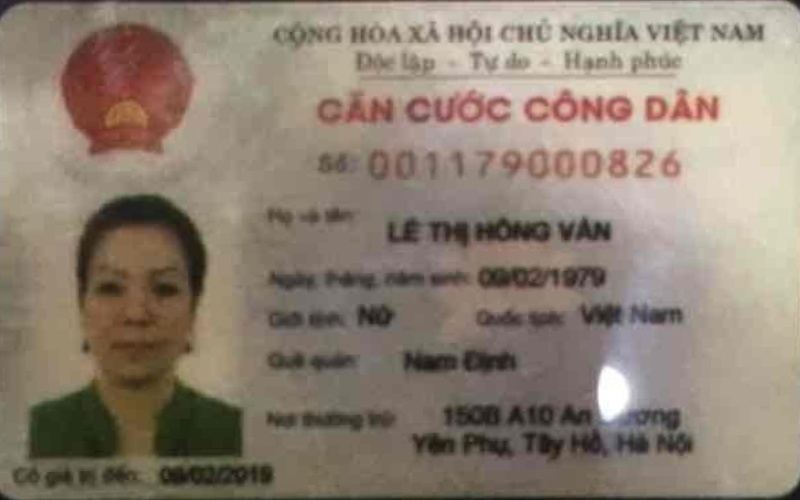 CỘNG HÒA XÃ HỘI CHỦ NGHĨA VIỆT NAM
Độc lập - Tự do - Hạnh phúc
CĂN CƯỚC CÔNG DÂN
Số: 001179000826
Họ và tên:
LÊ THỊ HỒNG VÂN
Ngày, tháng, năm sinh: 09/02/1979
Giới tính: Nữ Quốc tịch: Việt Nam
Quê quán: Nam Định
Nơi thường trú: 150B A10 An
Yên Phụ, Tây Hồ, Hà Nội
Có giá trị đến: 09/02/2019